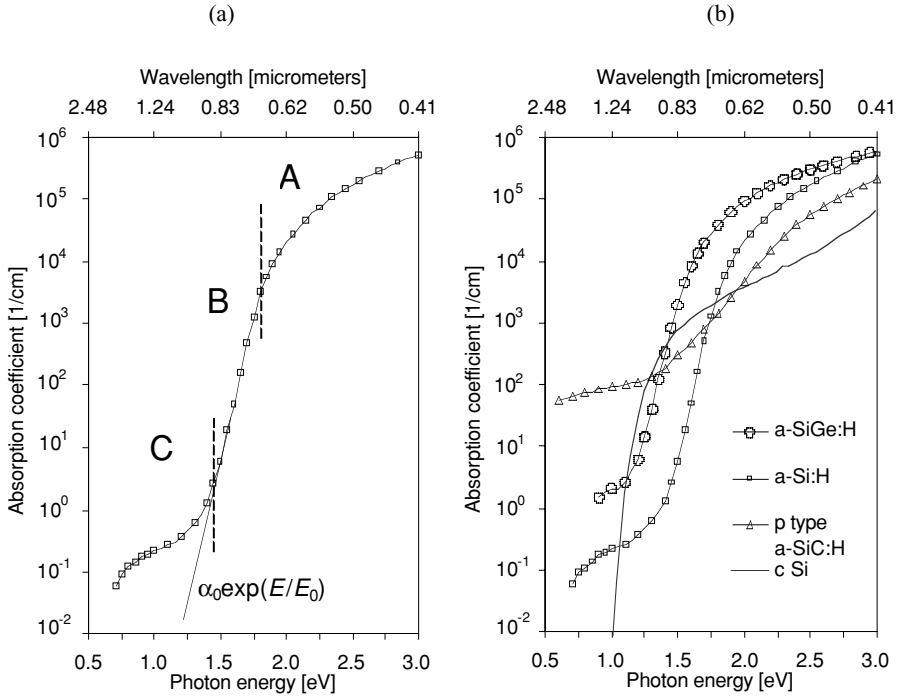 (a)
Wavelength [micrometers]
2.48 1.24 0.83 0.62 0.50 0.41
10^6
10^5
10^4
10^3
10^2
10^1
10^0
10^-1
10^-2
Absorption coefficient [1/cm]
A
B
C
α0exp(E/E0)
0.5 1.0 1.5 2.0 2.5 3.0
Photon energy [eV]
(b)
Wavelength [micrometers]
2.48 1.24 0.83 0.62 0.50 0.41
10^6
10^5
10^4
10^3
10^2
10^1
10^0
10^-1
10^-2
Absorption coefficient [1/cm]
a-SiGe:H
a-Si:H
p type
a-SiC:H
c Si
0.5 1.0 1.5 2.0 2.5 3.0
Photon energy [eV]